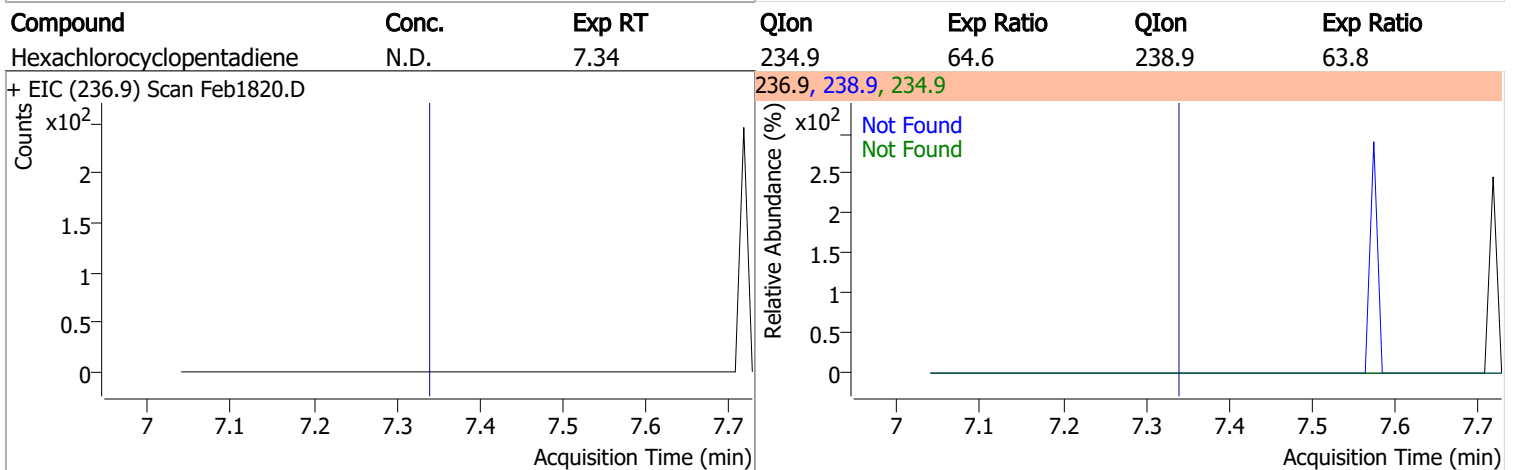 Compound Conc. Exp RT QIon Exp Ratio QIon Exp Ratio
Hexachlorocyclopentadiene N.D. 7.34 234.9 64.6 238.9 63.8
+ EIC (236.9) Scan Feb1820.D
Counts
x10²
2
1.5
1
0.5
0
7 7.1 7.2 7.3 7.4 7.5 7.6 7.7
Acquisition Time (min)
236.9, 238.9, 234.9
Relative Abundance (%)
x10²
Not Found
Not Found
2.5
2
1.5
1
0.5
0
7 7.1 7.2 7.3 7.4 7.5 7.6 7.7
Acquisition Time (min)